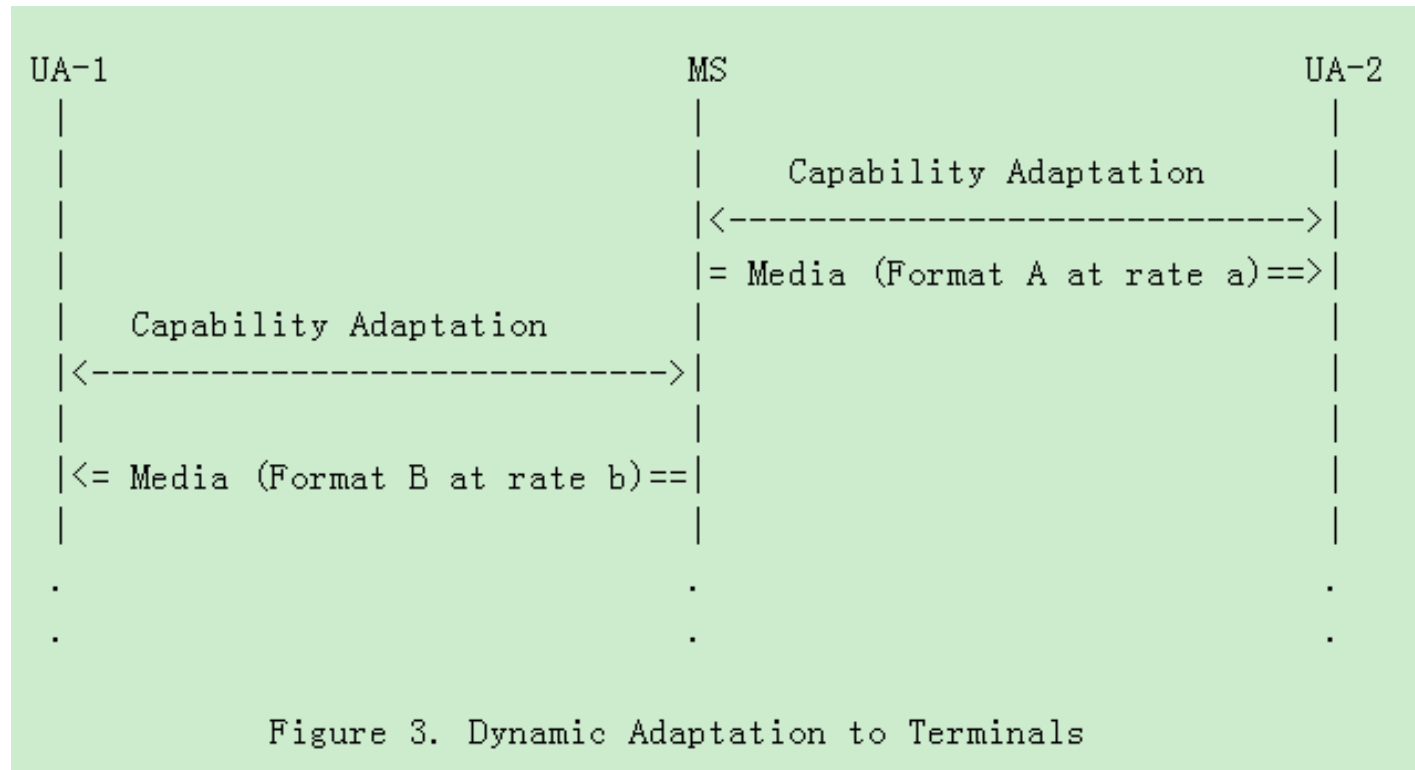 UA-1 MS UA-2
| | |
| | Capability Adaptation |
| |<----------------------------->|
| |= Media (Format A at rate a)==>|
| Capability Adaptation | |
|<----------------------------->| |
| | |
|<= Media (Format B at rate b)==| |
| | |
. . .
. . .
Figure 3. Dynamic Adaptation to Terminals